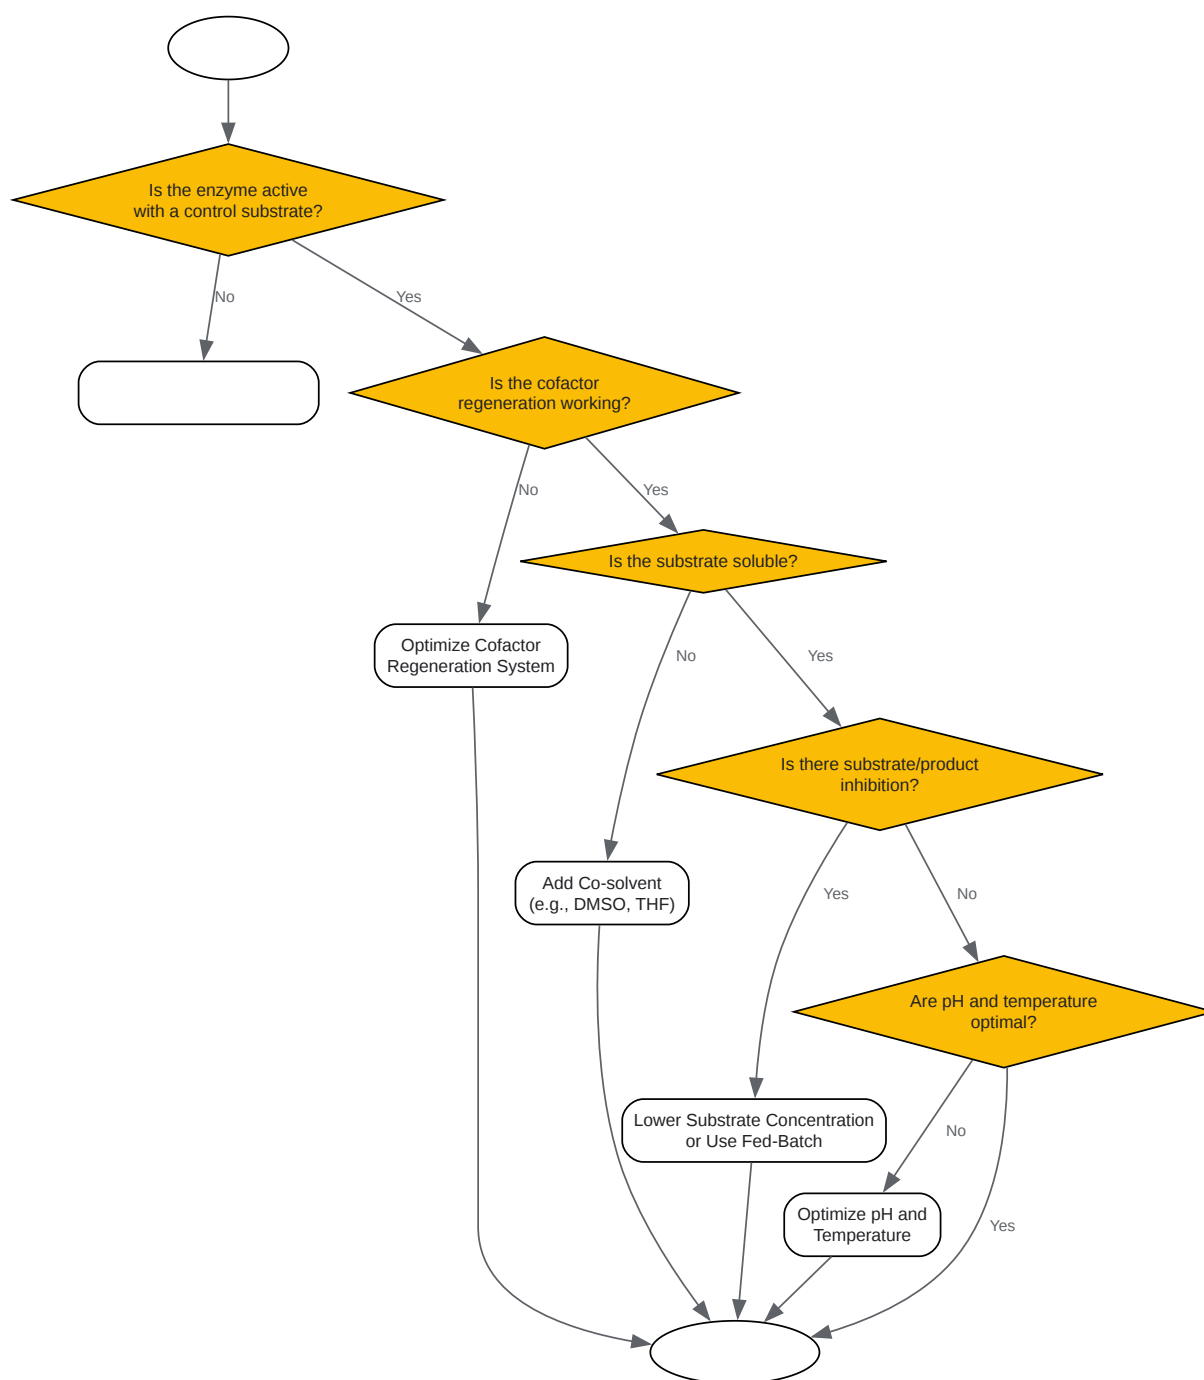 Is the enzyme active
with a control substrate?
No
Yes
Is the cofactor
regeneration working?
No
Yes
Is the substrate soluble?
Optimize Cofactor
Regeneration System
No
Yes
Is there substrate/product
inhibition?
Add Co-solvent
(e.g., DMSO, THF)
Yes
No
Are pH and temperature
optimal?
Lower Substrate Concentration
or Use Fed-Batch
No
Optimize pH and
Temperature
Yes